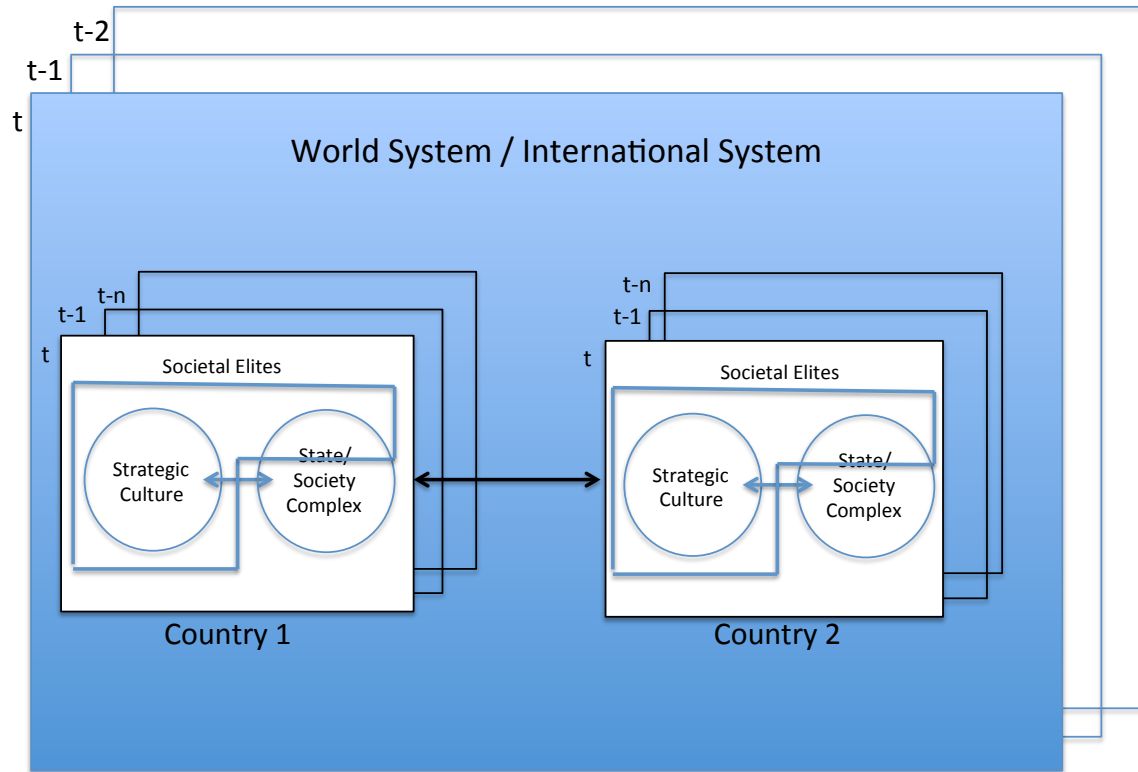 t-2
t-1
t
World System / International System
t-n
t-1
t
Societal Elites
Strategic
Culture
State/
Society
Complex
Country 1
t-n
t-1
t
Societal Elites
Strategic
Culture
State/
Society
Complex
Country 2